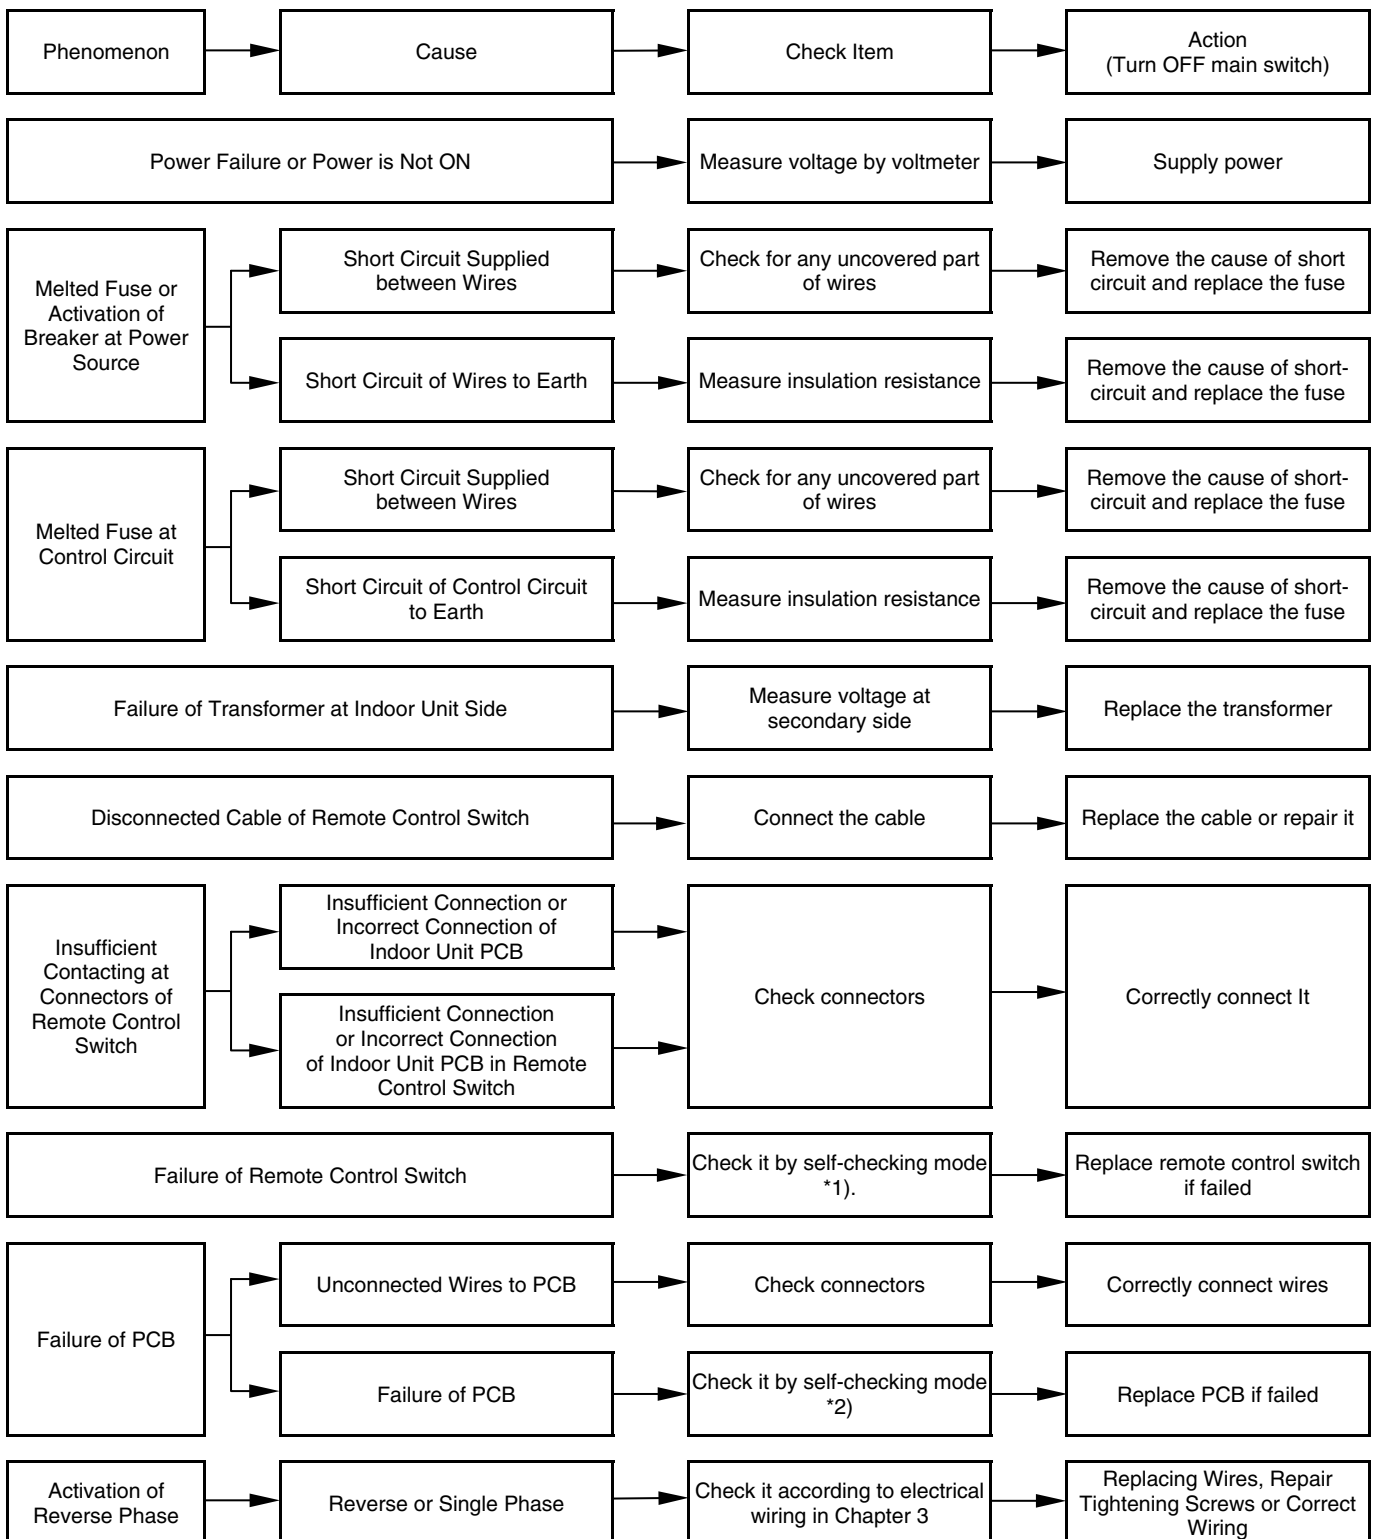 Phenomenon
Cause
Check Item
Action
(Turn OFF main switch)
Power Failure or Power is Not ON
Measure voltage by voltmeter
Supply power
Melted Fuse or
Activation of
Breaker at Power
Source
Short Circuit Supplied
between Wires
Check for any uncovered part
of wires
Remove the cause of short
circuit and replace the fuse
Short Circuit of Wires to Earth
Measure insulation resistance
Remove the cause of short-
circuit and replace the fuse
Melted Fuse at
Control Circuit
Short Circuit Supplied
between Wires
Check for any uncovered part
of wires
Remove the cause of short-
circuit and replace the fuse
Short Circuit of Control Circuit
to Earth
Measure insulation resistance
Remove the cause of short-
circuit and replace the fuse
Failure of Transformer at Indoor Unit Side
Measure voltage at
secondary side
Replace the transformer
Disconnected Cable of Remote Control Switch
Connect the cable
Replace the cable or repair it
Insufficient
Contacting at
Connectors of
Remote Control
Switch
Insufficient Connection or
Incorrect Connection of
Indoor Unit PCB
Insufficient Connection
or Incorrect Connection
of Indoor Unit PCB in Remote
Control Switch
Check connectors
Correctly connect It
Failure of Remote Control Switch
Check it by self-checking mode
*1).
Replace remote control switch
if failed
Failure of PCB
Unconnected Wires to PCB
Check connectors
Correctly connect wires
Failure of PCB
Check it by self-checking mode
*2)
Replace PCB if failed
Activation of
Reverse Phase
Reverse or Single Phase
Check it according to electrical
wiring in Chapter 3
Replacing Wires, Repair
Tightening Screws or Correct
Wiring